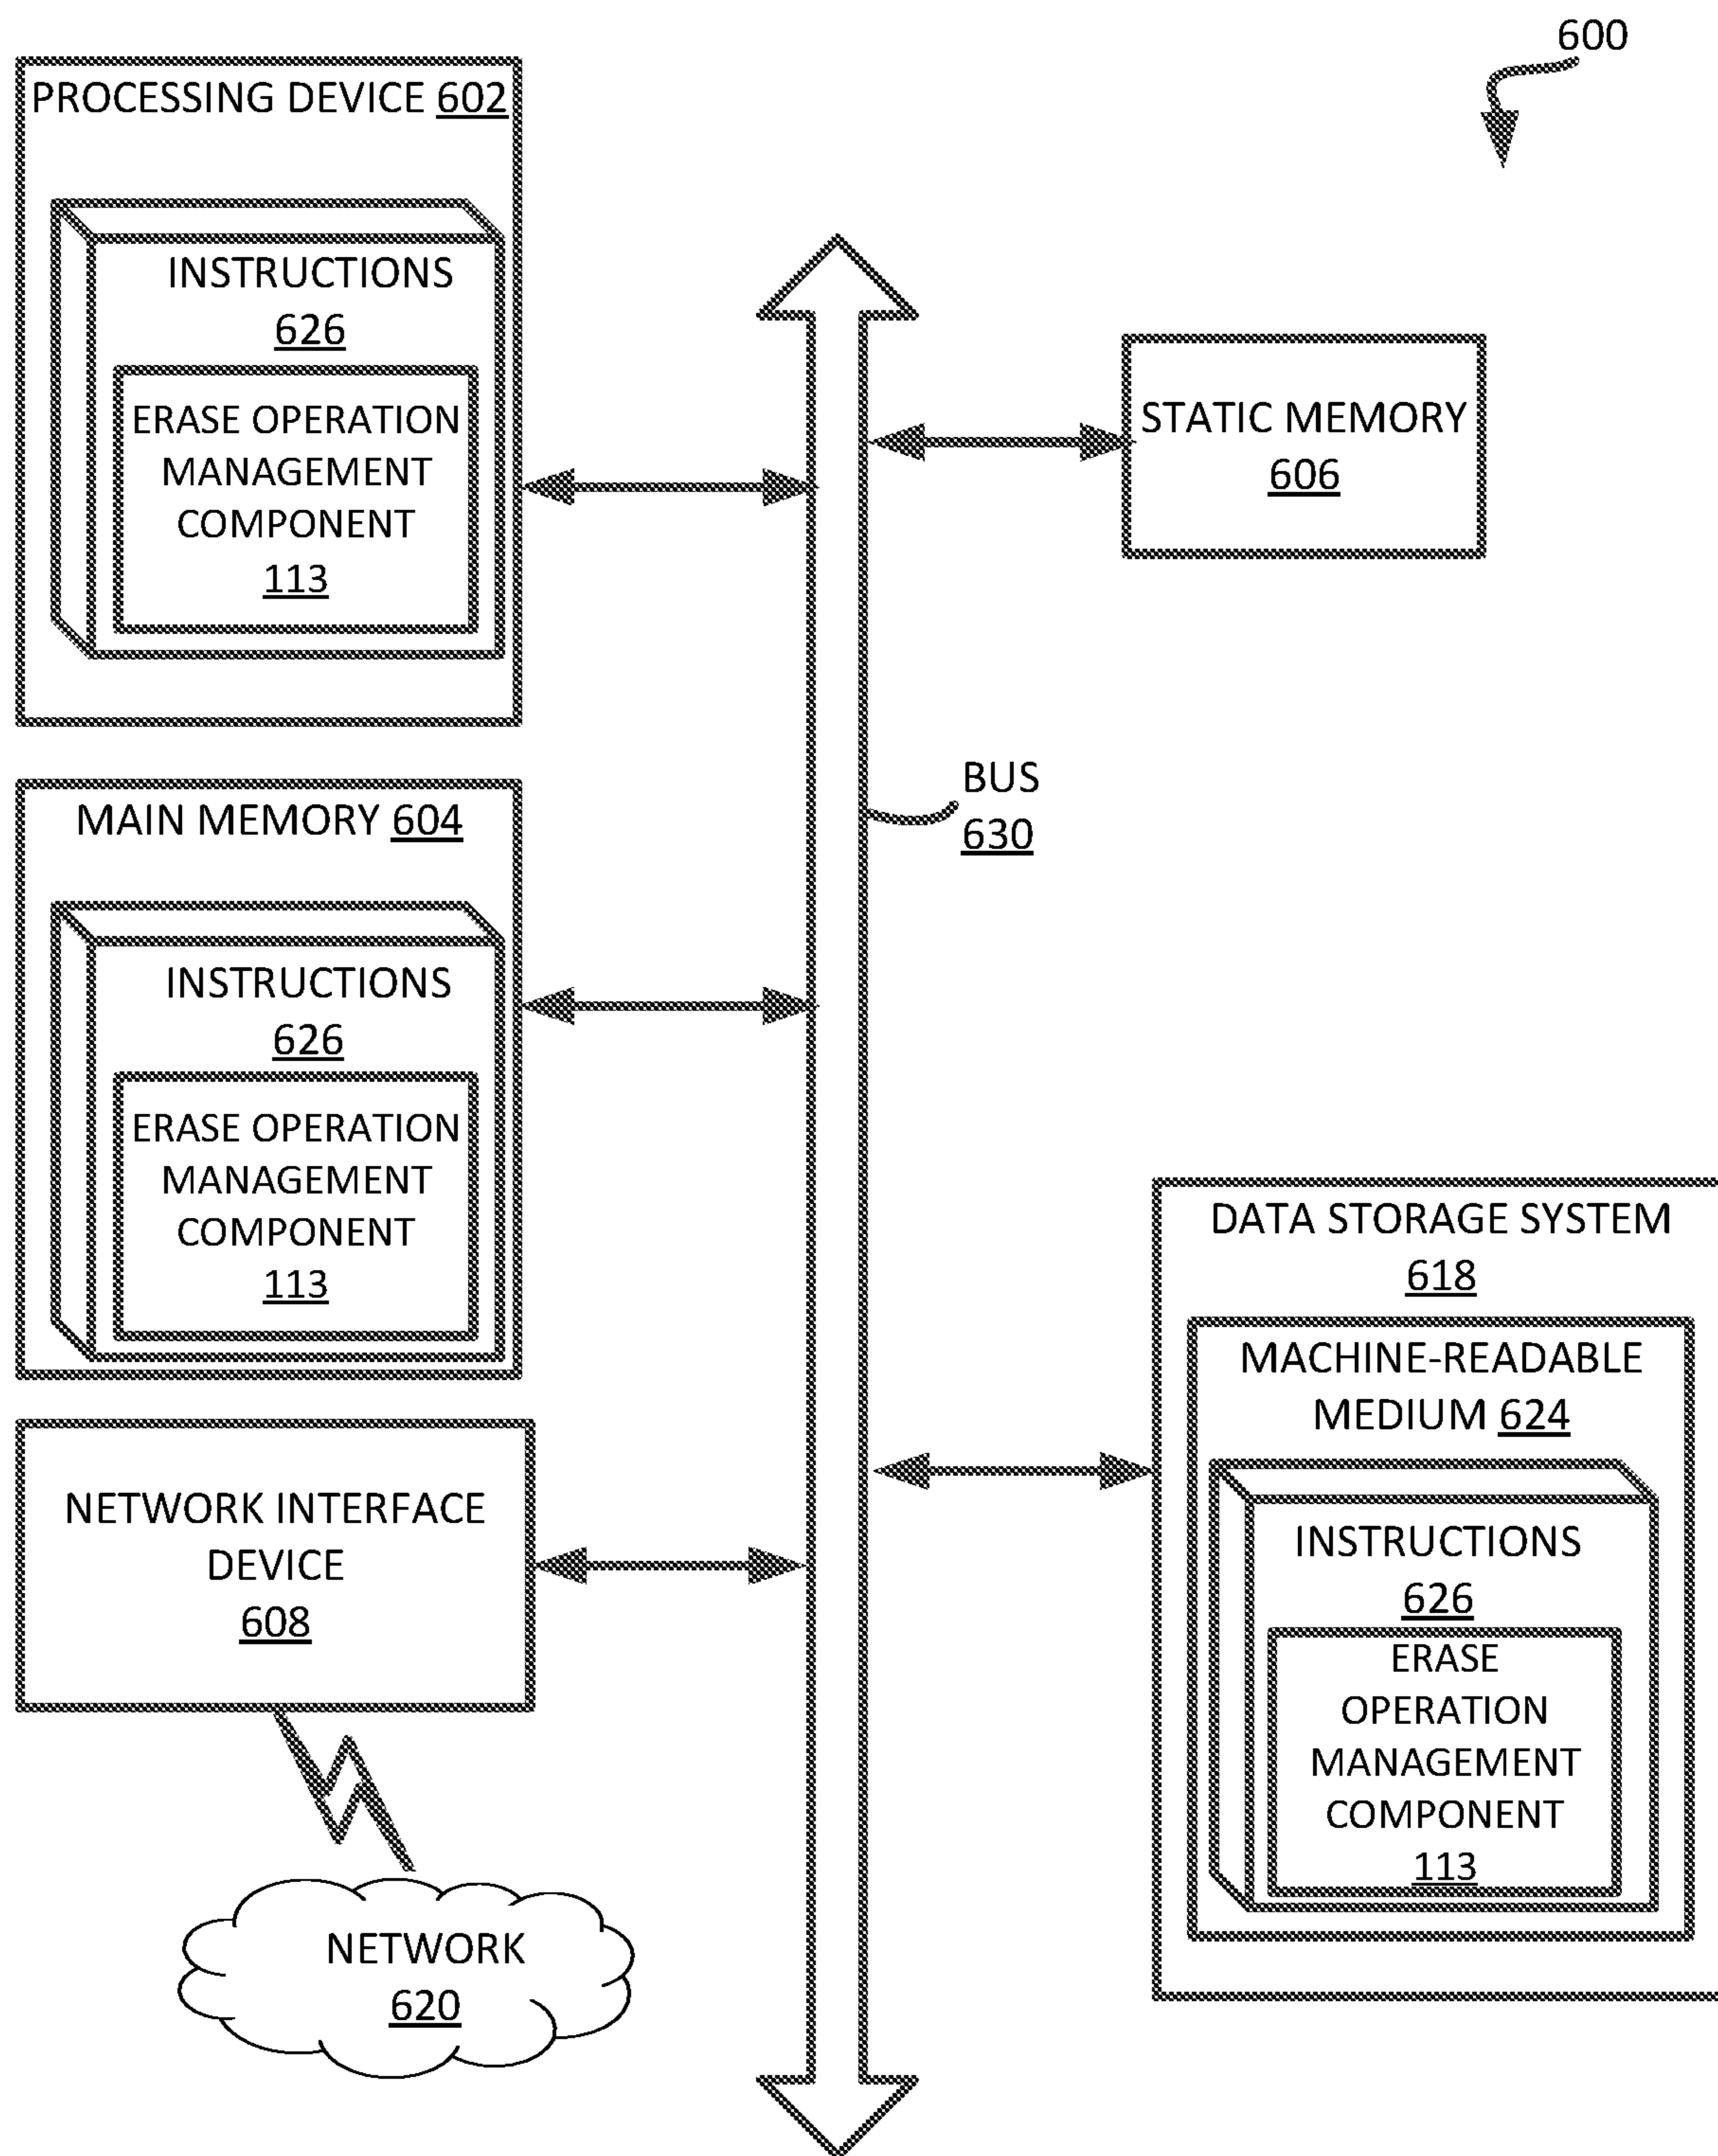 600
PROCESSING DEVICE 602
INSTRUCTIONS
626
ERASE OPERATION
MANAGEMENT
COMPONENT
113
STATIC MEMORY
606
BUS
630
MAIN MEMORY 604
INSTRUCTIONS
626
ERASE OPERATION
MANAGEMENT
COMPONENT
113
DATA STORAGE SYSTEM
618
MACHINE-READABLE
MEDIUM 624
INSTRUCTIONS
626
ERASE
OPERATION
MANAGEMENT
COMPONENT
113
NETWORK INTERFACE
DEVICE
608
NETWORK
620